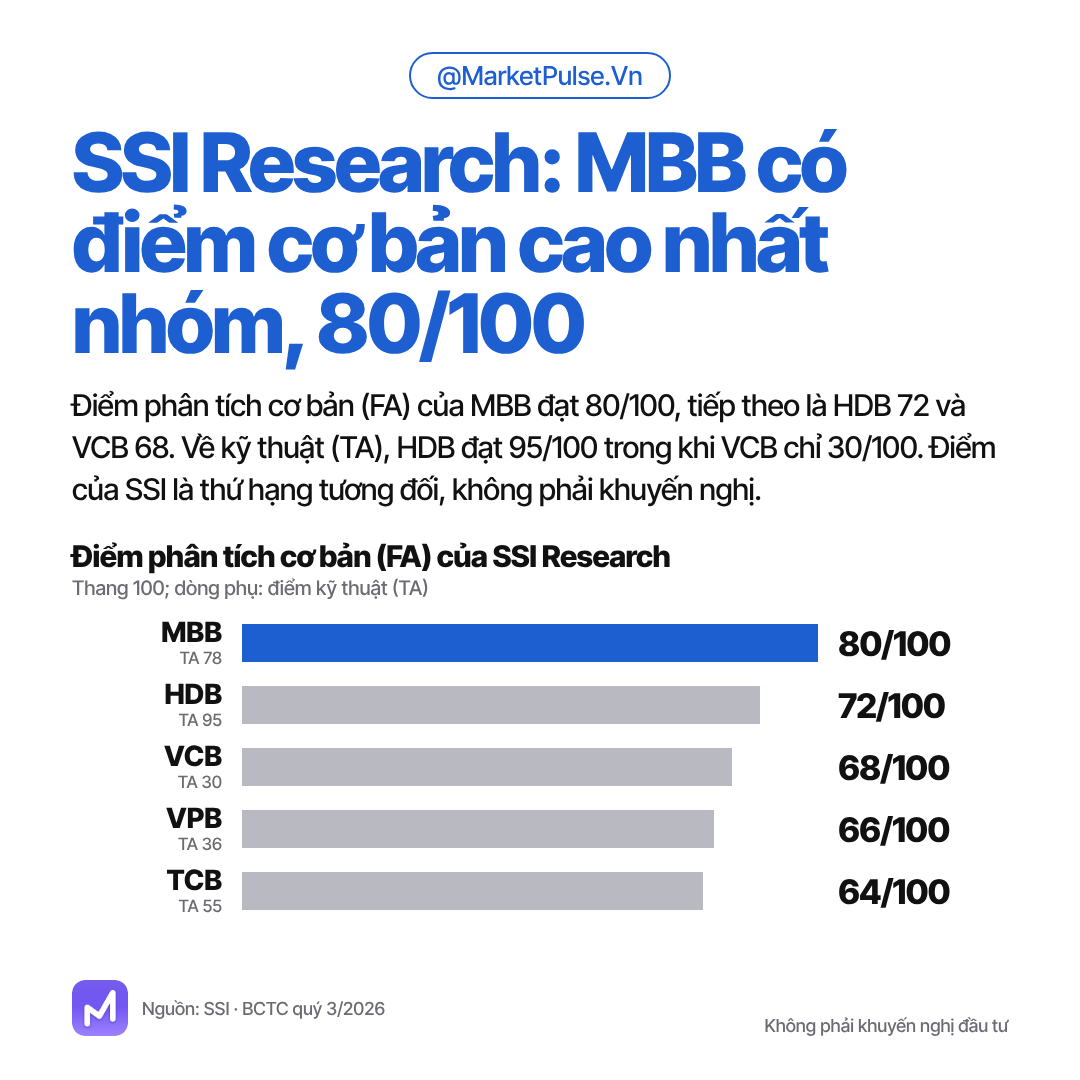 @MarketPulse.Vn
SSI Research: MBB có
điểm cơ bản cao nhất
nhóm, 80/100
Điểm phân tích cơ bản (FA) của MBB đạt 80/100, tiếp theo là HDB 72 và
VCB 68. Về kỹ thuật (TA), HDB đạt 95/100 trong khi VCB chỉ 30/100. Điểm
của SSI là thứ hạng tương đối, không phải khuyến nghị.
Điểm phân tích cơ bản (FA) của SSI Research
Thang 100; dòng phụ: điểm kỹ thuật (TA)
MBB 80/100
TA 78
HDB 72/100
TA 95
VCB 68/100
TA 30
VPB 66/100
TA 36
TCB 64/100
TA 55
Nguồn: SSI · BCTC quý 3/2026
Không phải khuyến nghị đầu tư